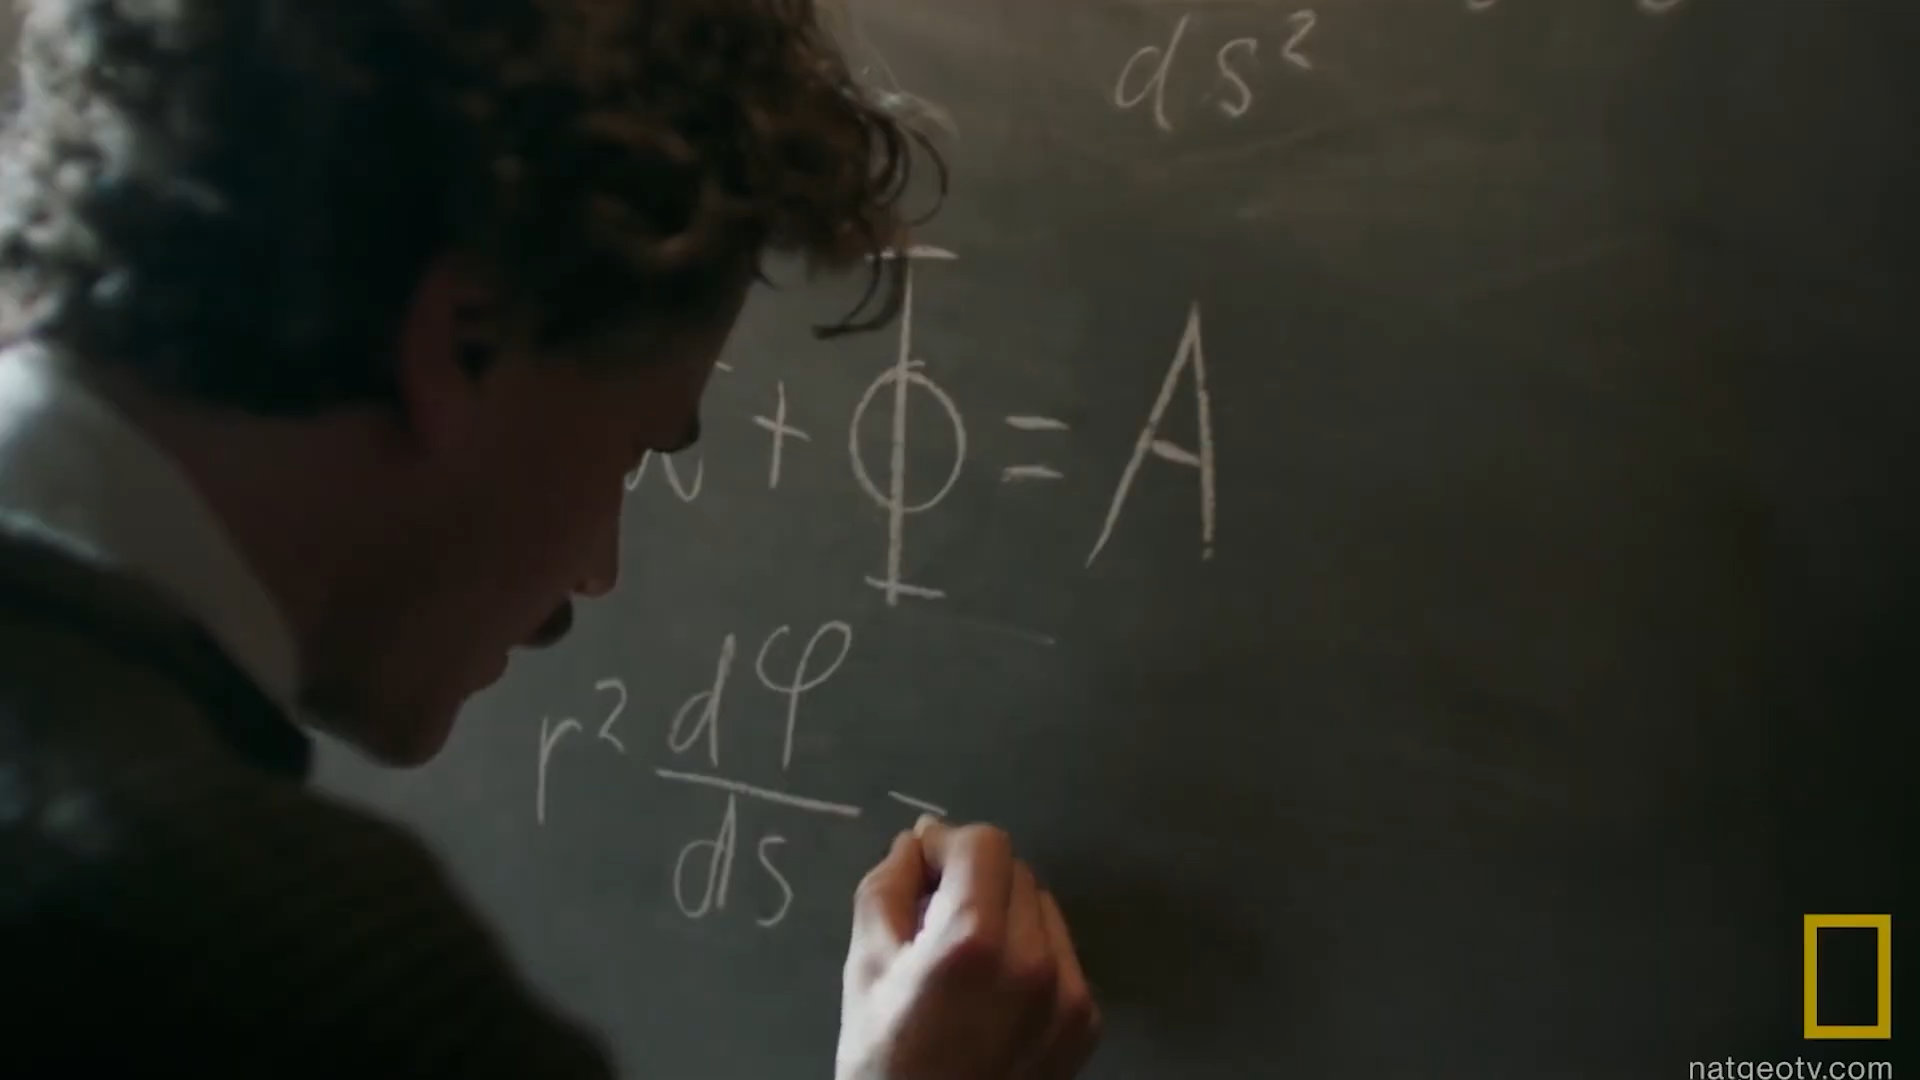 ds²
+ Φ = A
r² dφ
ds
natgeotv.com